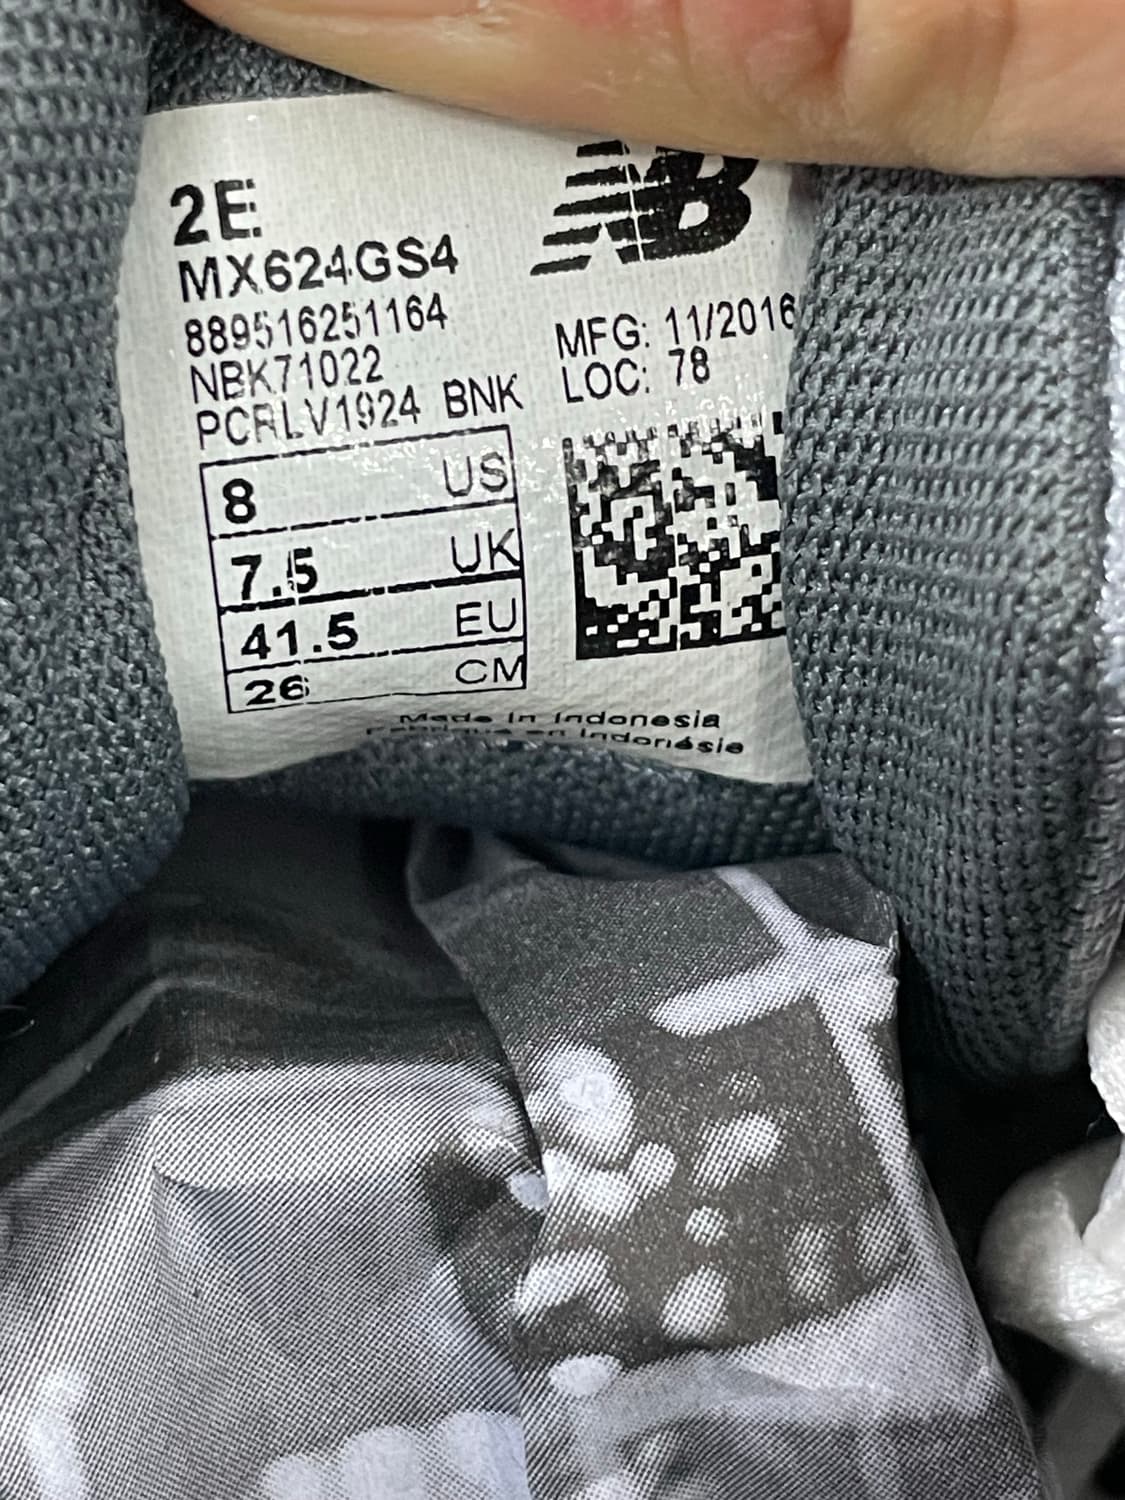 2E
NB
MX624GS4
889516251164
NBK71022
PCRLV1924 BNK
MFG: 11/2016
LOC: 78
8 US
7.5 UK
41.5 EU
26 CM
Made in Indonesia
Fabriqué en Indonésie